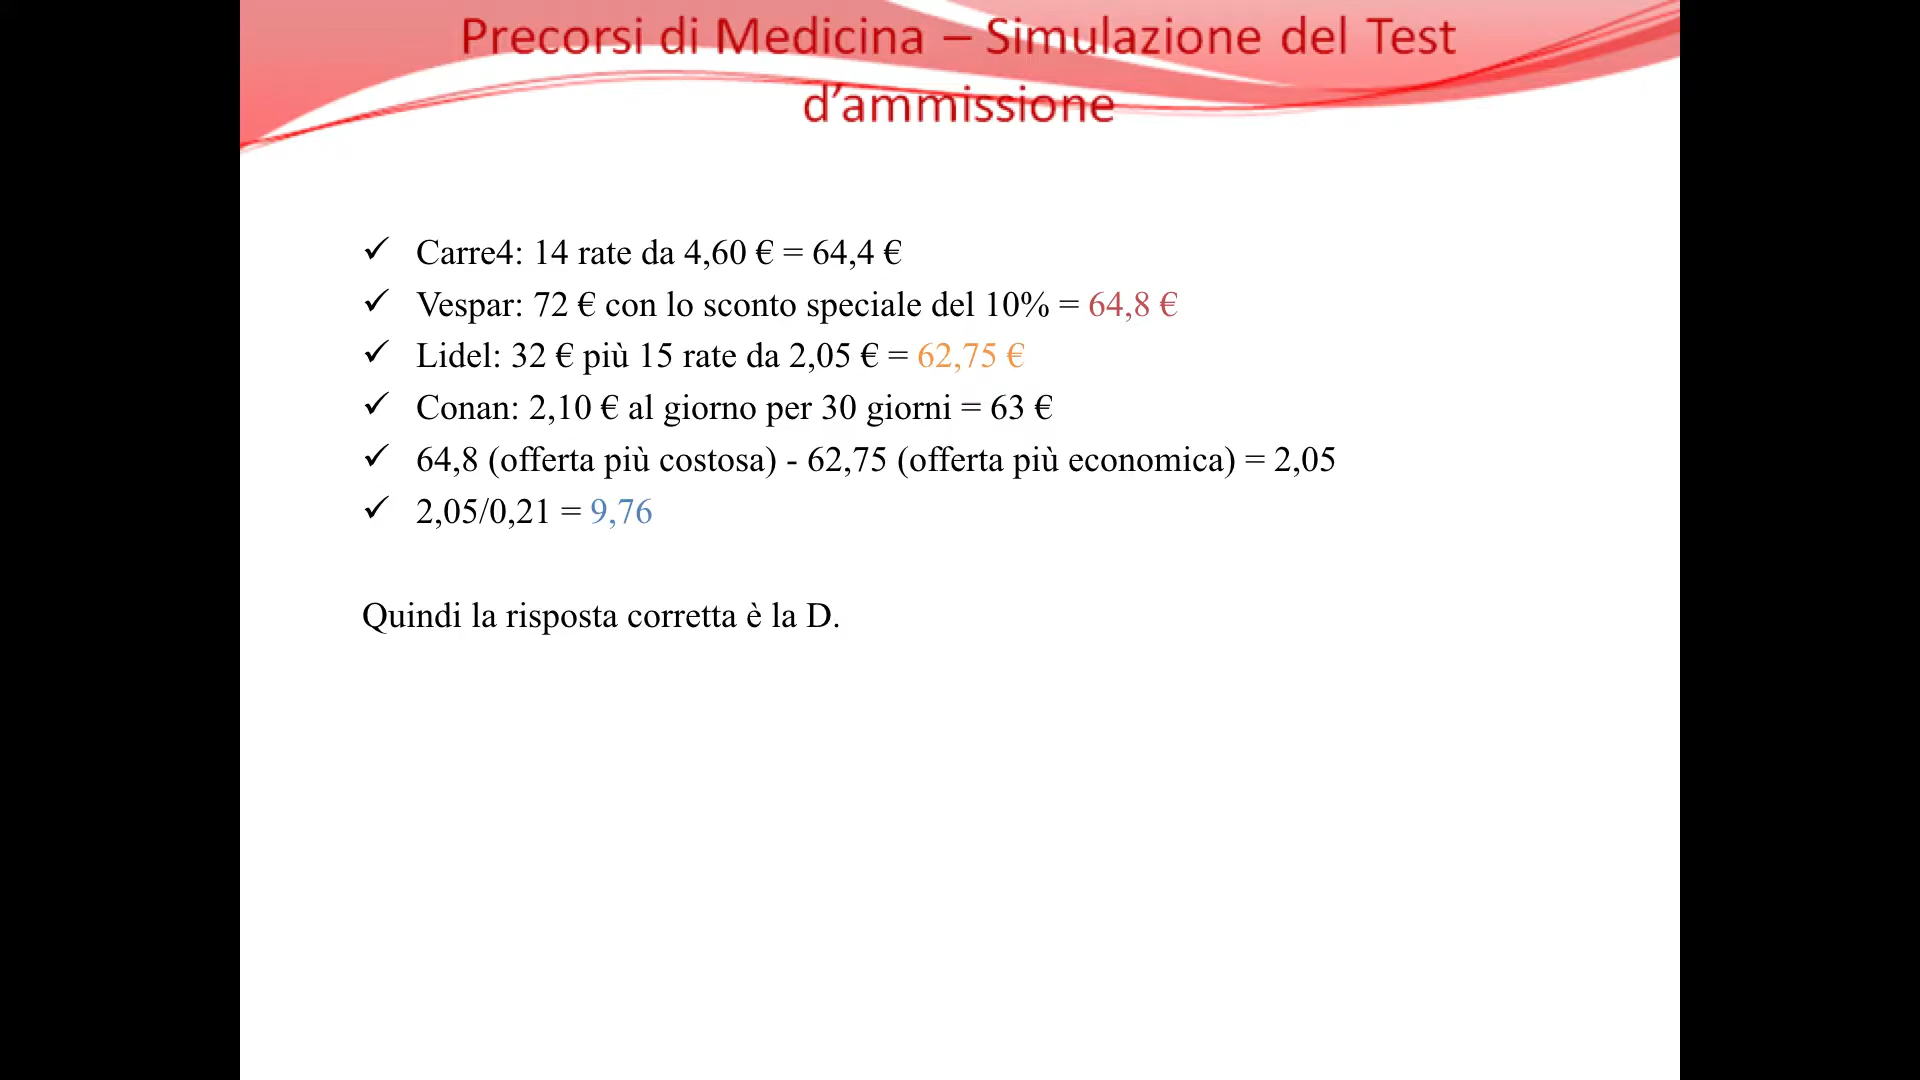 Precorsi di Medicina – Simulazione del Test
d'ammissione
✓ Carre4: 14 rate da 4,60 € = 64,4 €
✓ Vespar: 72 € con lo sconto speciale del 10% = 64,8 €
✓ Lidel: 32 € più 15 rate da 2,05 € = 62,75 €
✓ Conan: 2,10 € al giorno per 30 giorni = 63 €
✓ 64,8 (offerta più costosa) - 62,75 (offerta più economica) = 2,05
✓ 2,05/0,21 = 9,76
Quindi la risposta corretta è la D.